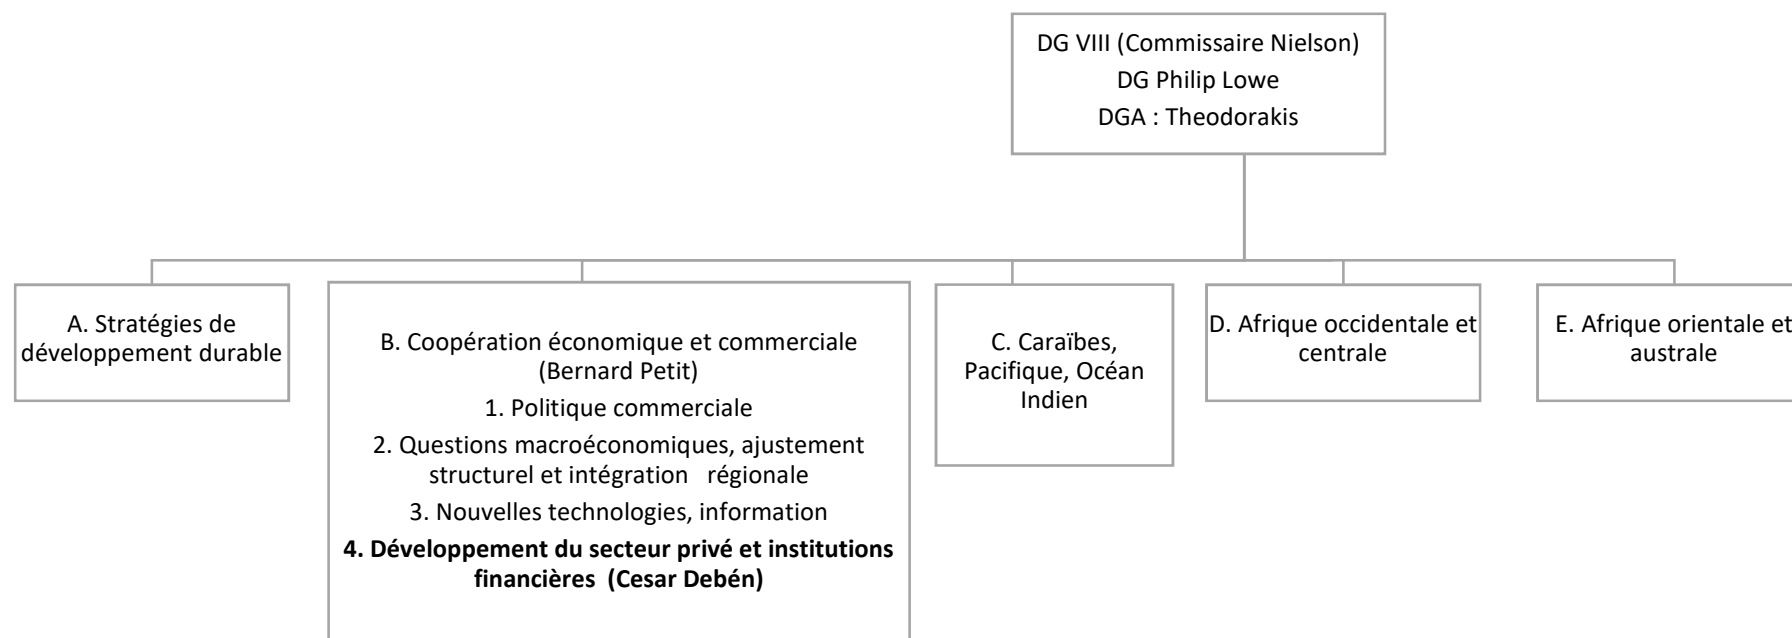 DG VIII (Commissaire Nielson)
DG Philip Lowe
DGA : Theodorakis
A. Stratégies de
développement durable
B. Coopération économique et commerciale
(Bernard Petit)
1. Politique commerciale
2. Questions macroéconomiques, ajustement
structurel et intégration régionale
3. Nouvelles technologies, information
4. Développement du secteur privé et institutions
financières (Cesar Debén)
C. Caraïbes,
Pacifique, Océan
Indien
D. Afrique occidentale et
centrale
E. Afrique orientale et
australe